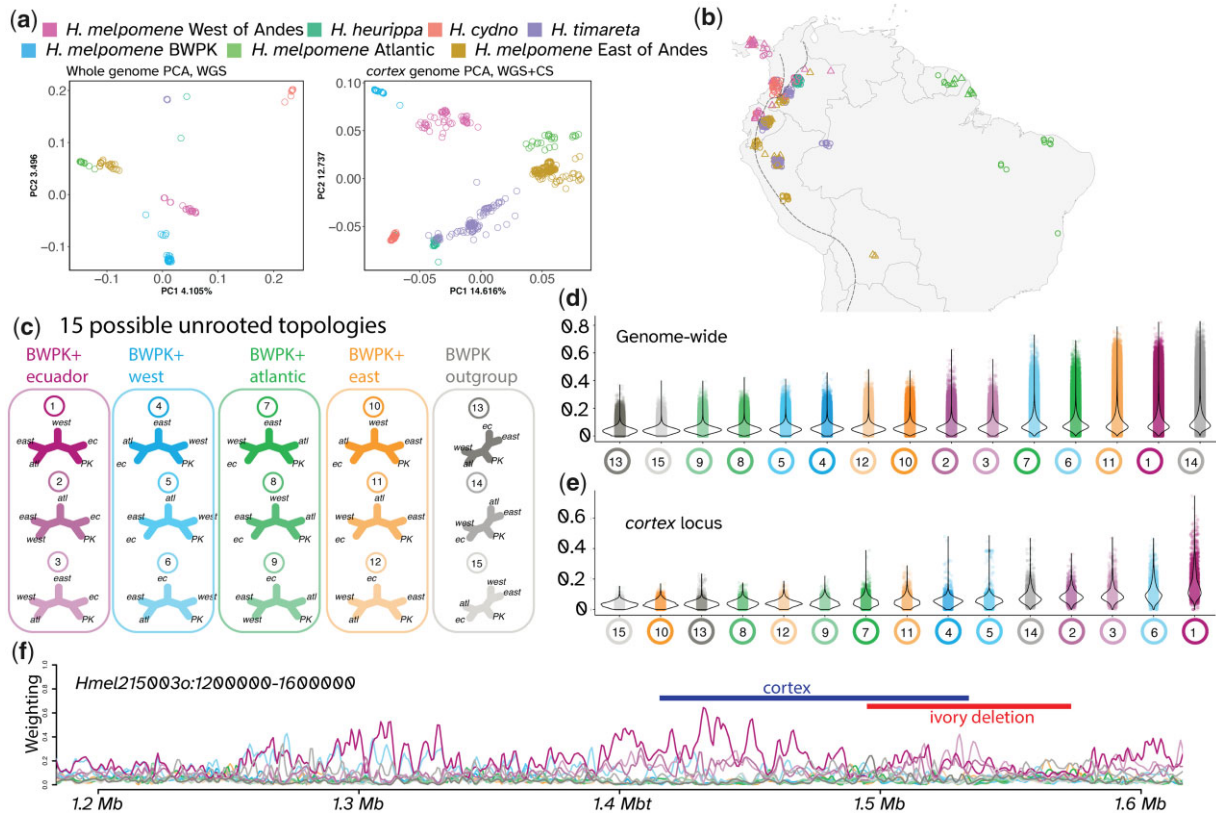 (a)
H. melpomene West of Andes H. heurippa H. cydno H. timareta
H. melpomene BWPK H. melpomene Atlantic H. melpomene East of Andes
Whole genome PCA, WGS
cortex genome PCA, WGS+CS
PC2 3.496
0.2
0.1
0.0
−0.1
−0.1 0.0 0.1 0.2
PC1 4.105%
PC2 12.737
0.10
0.05
0.00
−0.05
−0.05 0.00 0.05
PC1 14.616%
(b)
(c) 15 possible unrooted topologies
BWPK+
ecuador
BWPK+
west
BWPK+
atlantic
BWPK+
east
BWPK
outgroup
1
west
east ec
atl PK
2
atl
east ec
west PK
3
east
west ec
atl PK
4
east
atl west
ec PK
5
atl
east west
ec PK
6
ec
east west
atl PK
7
east
west atl
ec PK
8
west
east atl
ec PK
9
ec
east atl
west PK
10
west
atl east
ec PK
11
atl
west east
ec PK
12
ec
west east
atl PK
13
ec
west east
atl PK
14
atl
west east
ec PK
15
west
east
atl
ec PK
(d)
Genome-wide
0.8
0.6
0.4
0.2
0
13 15 9 8 5 4 12 10 2 3 7 6 11 1 14
(e)
cortex locus
0.6
0.4
0.2
0
15 10 13 8 12 9 7 11 4 5 14 2 3 6 1
(f)
Hmel215003o:1200000-1600000
Weighting
1.0
0.8
0.6
0.4
0.2
0.0
cortex
ivory deletion
1.2 Mb 1.3 Mb 1.4 Mbt 1.5 Mb 1.6 Mb